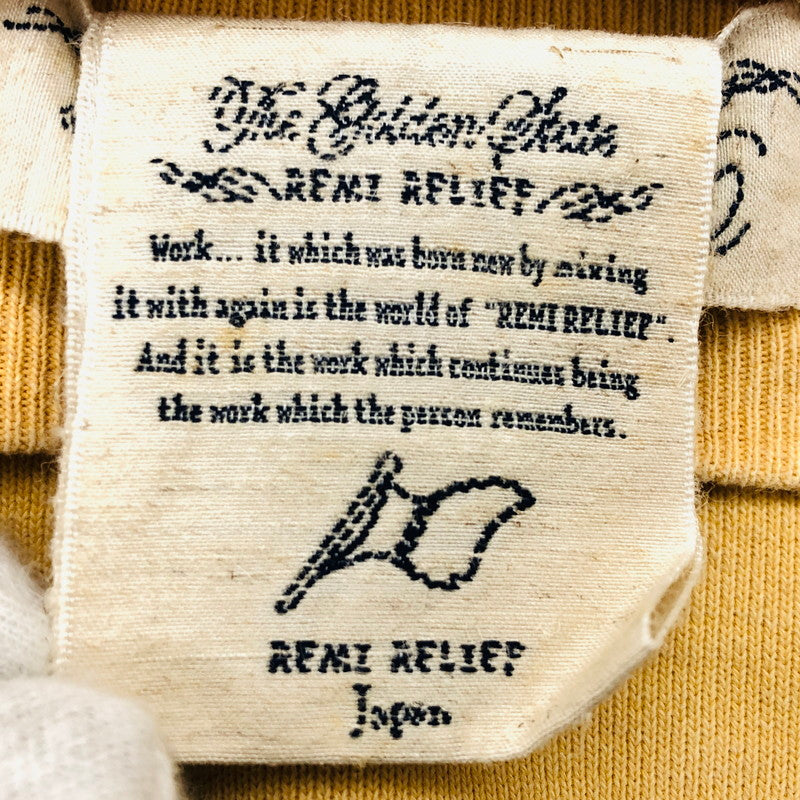 The Golden State
REMI RELIEF
Work... it which was born new by mixing
it with again is the world of "REMI RELIEF".
And it is the work which continues being
the work which the person remembers.
REMI RELIEF
Japan